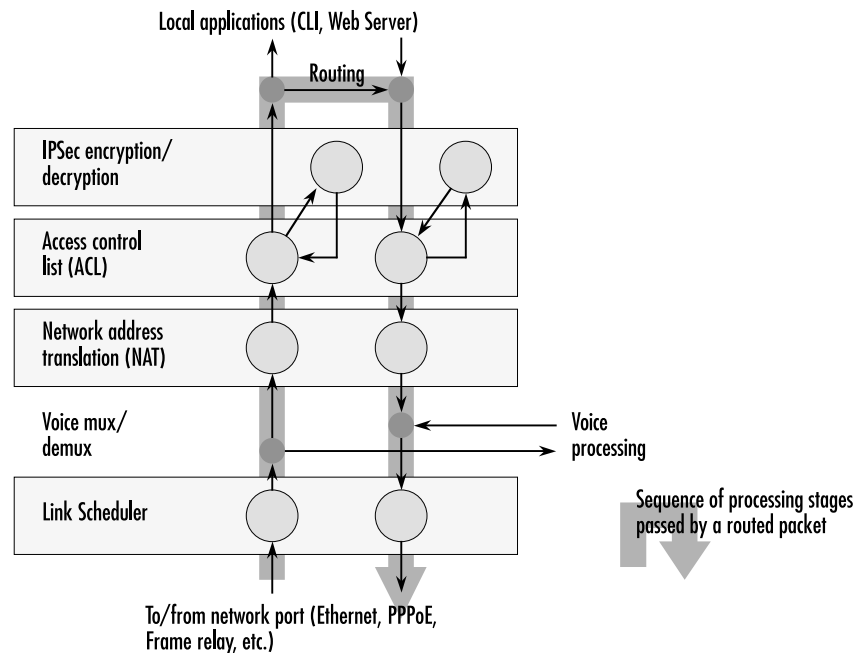 Local applications (CLI, Web Server)
Routing
IPSec encryption/
decryption
Access control
list (ACL)
Network address
translation (NAT)
Voice mux/
demux
Voice
processing
Link Scheduler
Sequence of processing stages
passed by a routed packet
To/from network port (Ethernet, PPPoE,
Frame relay, etc.)